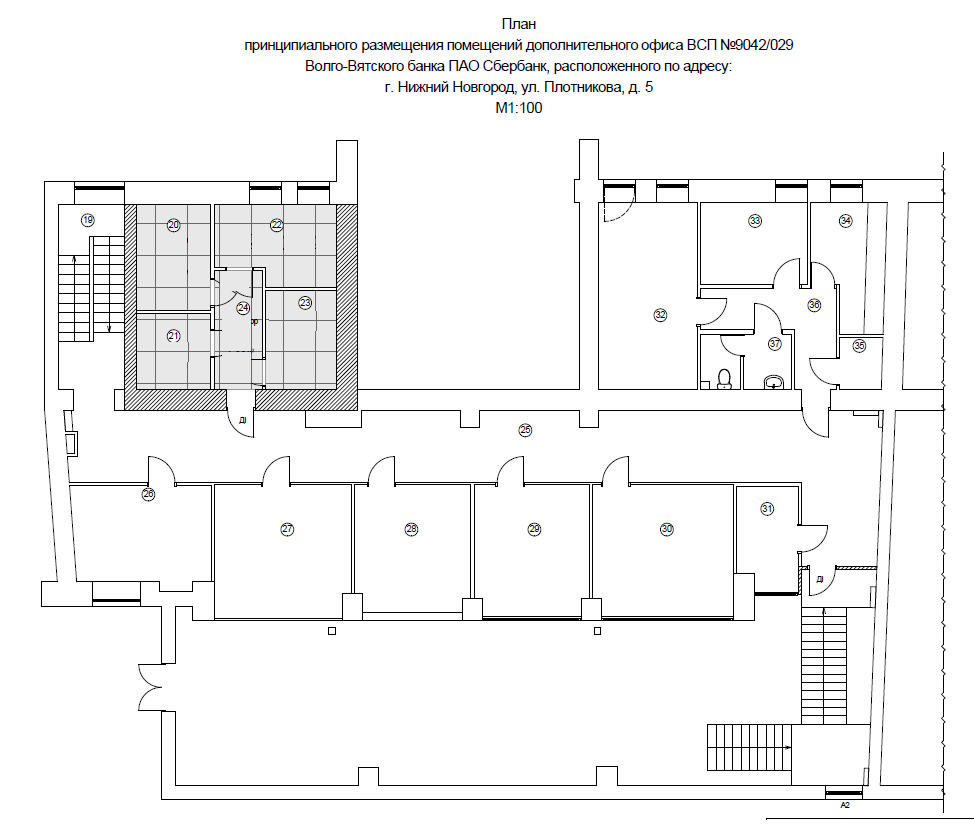 План
принципиального размещения помещений дополнительного офиса ВСП №9042/029
Волго-Вятского банка ПАО Сбербанк, расположенного по адресу:
г. Нижний Новгород, ул. Плотникова, д. 5
М1:100
19
20
22
33
34
24
23
36
32
21
37
35
Д
25
26
27
28
29
30
31
Д
А2